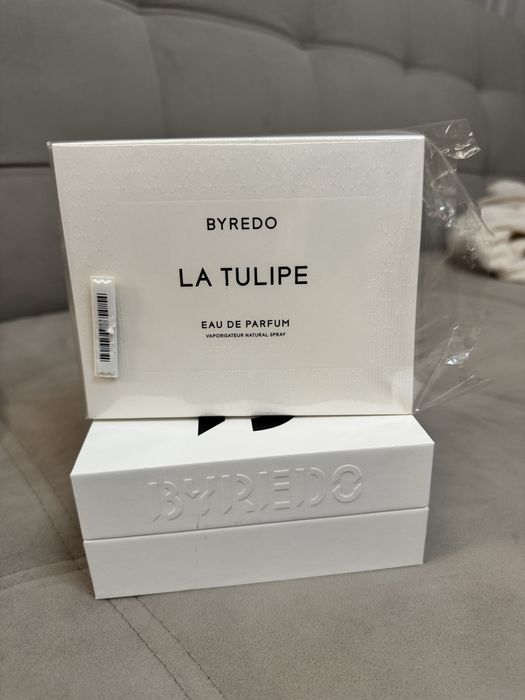 BYREDO
LA TULIPE
EAU DE PARFUM
VAPORISATEUR NATURAL SPRAY
BYREDO